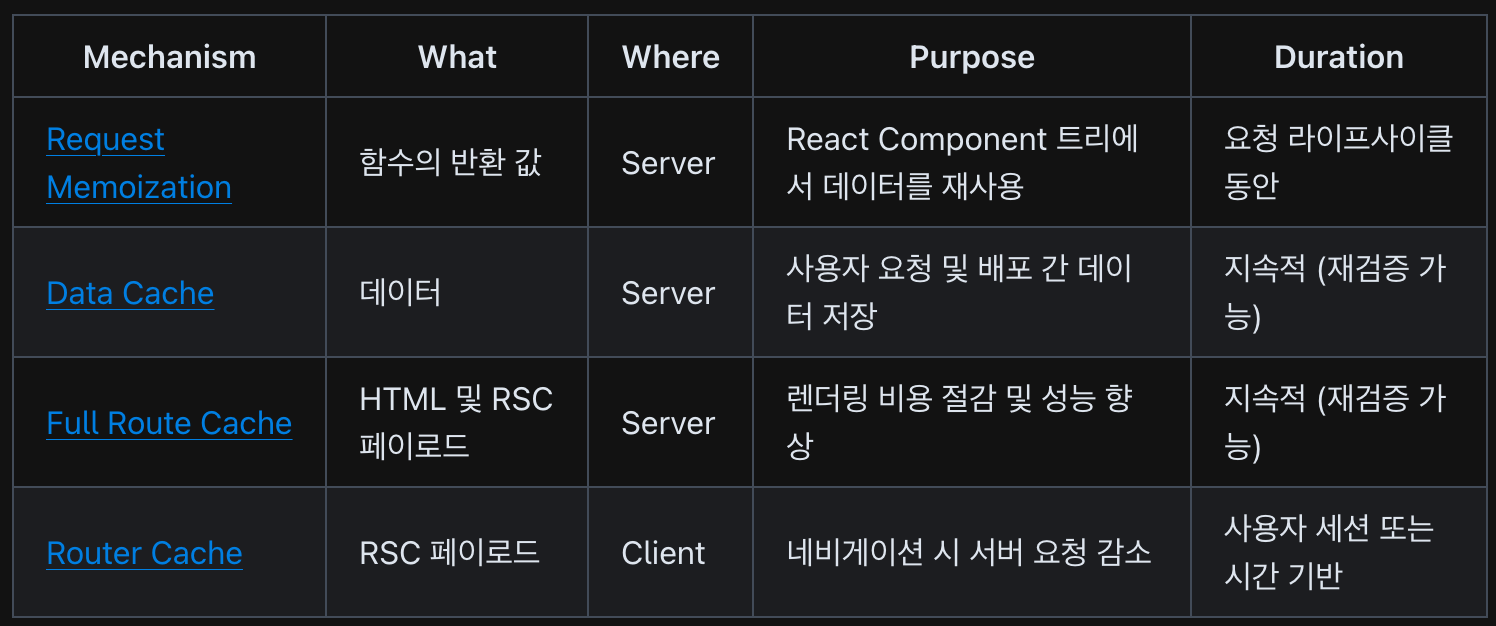 Mechanism What Where Purpose Duration
Request
Memoization
함수의 반환 값
Server
React Component 트리에
서 데이터를 재사용
요청 라이프사이클
동안
Data Cache
데이터
Server
사용자 요청 및 배포 간 데이
터 저장
지속적 (재검증 가
능)
Full Route Cache
HTML 및 RSC
페이로드
Server
렌더링 비용 절감 및 성능 향
상
지속적 (재검증 가
능)
Router Cache
RSC 페이로드
Client
네비게이션 시 서버 요청 감소
사용자 세션 또는
시간 기반